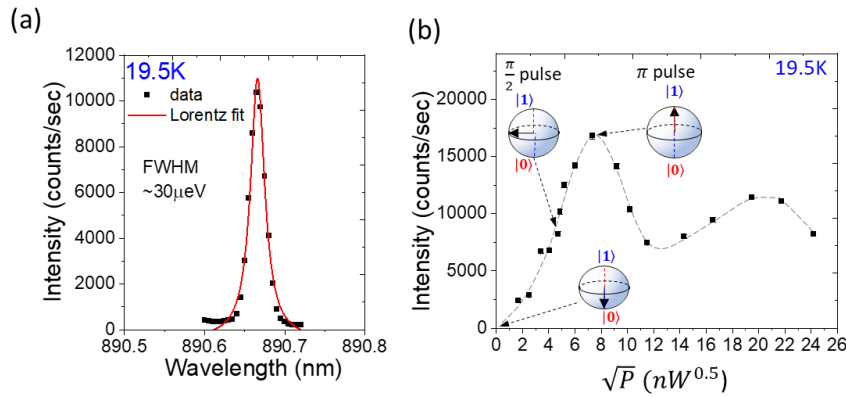 (a)
12000
10000
8000
6000
4000
2000
0
Intensity (counts/sec)
19.5K
data
Lorentz fit
FWHM
~30μeV
890.5 890.6 890.7 890.8
Wavelength (nm)
(b)
20000
15000
10000
5000
0
Intensity (counts/sec)
π/2 pulse
|1⟩
|0⟩
π pulse
|1⟩
|0⟩
19.5K
|1⟩
|0⟩
0 2 4 6 8 10 12 14 16 18 20 22 24 26
√P (nW^0.5)